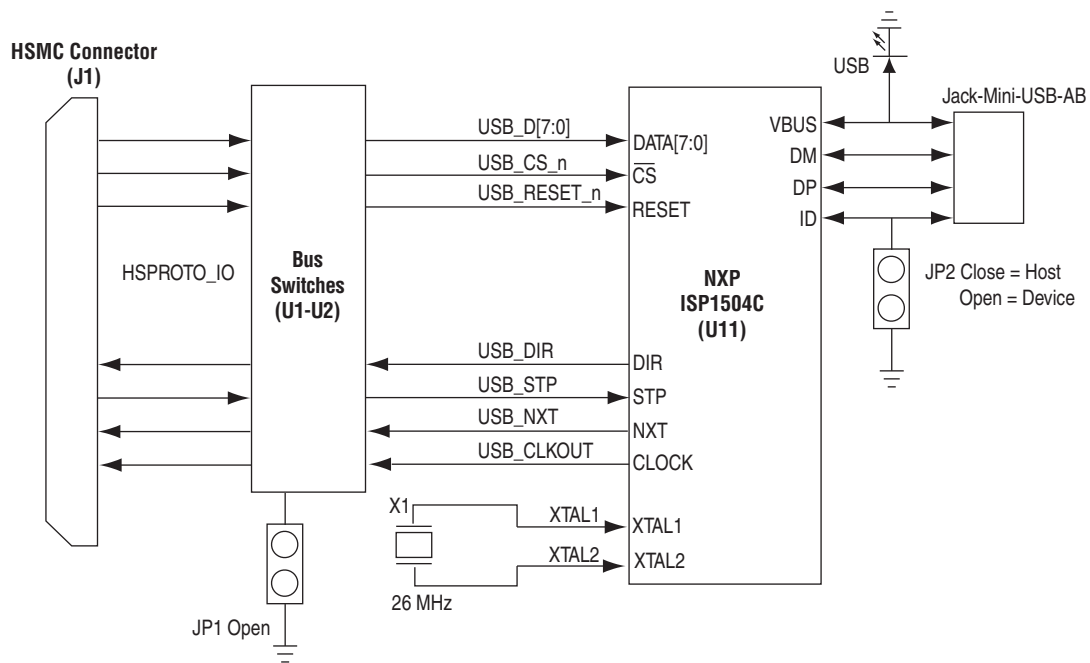 HSMC Connector
(J1)
USB
Jack-Mini-USB-AB
USB_D[7:0]
USB_CS_n
USB_RESET_n
DATA[7:0]
CS
RESET
VBUS
DM
DP
ID
HSPROTO_IO
Bus
Switches
(U1-U2)
NXP
ISP1504C
(U11)
JP2 Close = Host
Open = Device
USB_DIR
USB_STP
USB_NXT
USB_CLKOUT
DIR
STP
NXT
CLOCK
X1
XTAL1
XTAL1
XTAL2
XTAL2
26 MHz
JP1 Open